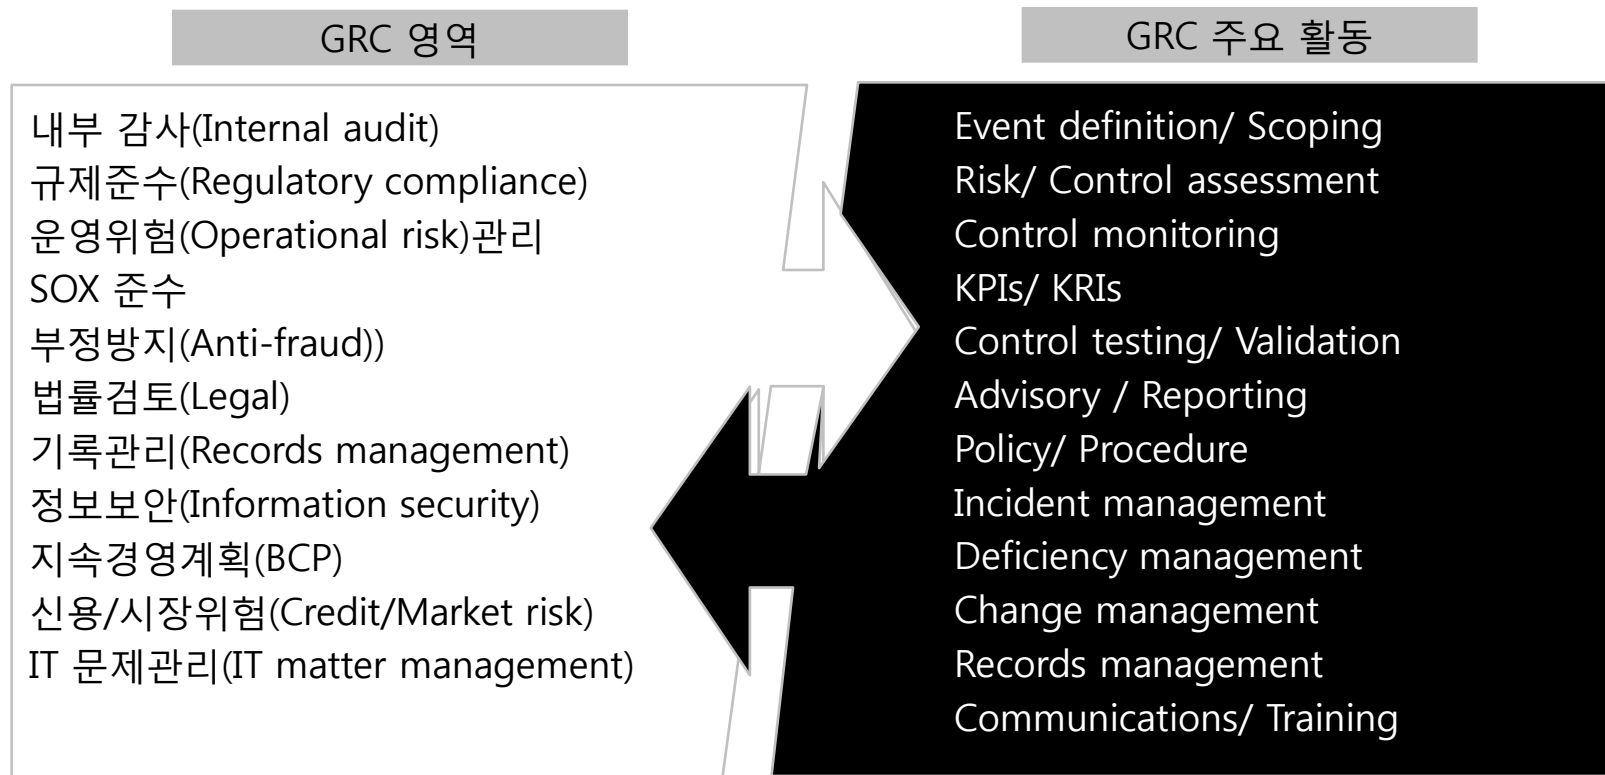 GRC 영역
내부 감사(Internal audit)
규제준수(Regulatory compliance)
운영위험(Operational risk)관리
SOX 준수
부정방지(Anti-fraud))
법률검토(Legal)
기록관리(Records management)
정보보안(Information security)
지속경영계획(BCP)
신용/시장위험(Credit/Market risk)
IT 문제관리(IT matter management)
GRC 주요 활동
Event definition/ Scoping
Risk/ Control assessment
Control monitoring
KPIs/ KRIs
Control testing/ Validation
Advisory / Reporting
Policy/ Procedure
Incident management
Deficiency management
Change management
Records management
Communications/ Training